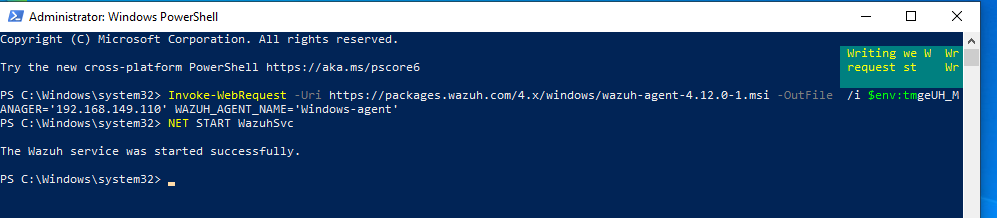 Administrator: Windows PowerShell
Copyright (C) Microsoft Corporation. All rights reserved.
Writing we W Wr
Try the new cross-platform PowerShell https://aka.ms/pscore6
request st Wr
PS C:\Windows\system32> Invoke-WebRequest -Uri https://packages.wazuh.com/4.x/windows/wazuh-agent-4.12.0-1.msi -OutFile /i $env:tmgeUH_M
ANAGER='192.168.149.110' WAZUH_AGENT_NAME='Windows-agent'
PS C:\Windows\system32> NET START WazuhSvc
The Wazuh service was started successfully.
PS C:\Windows\system32>